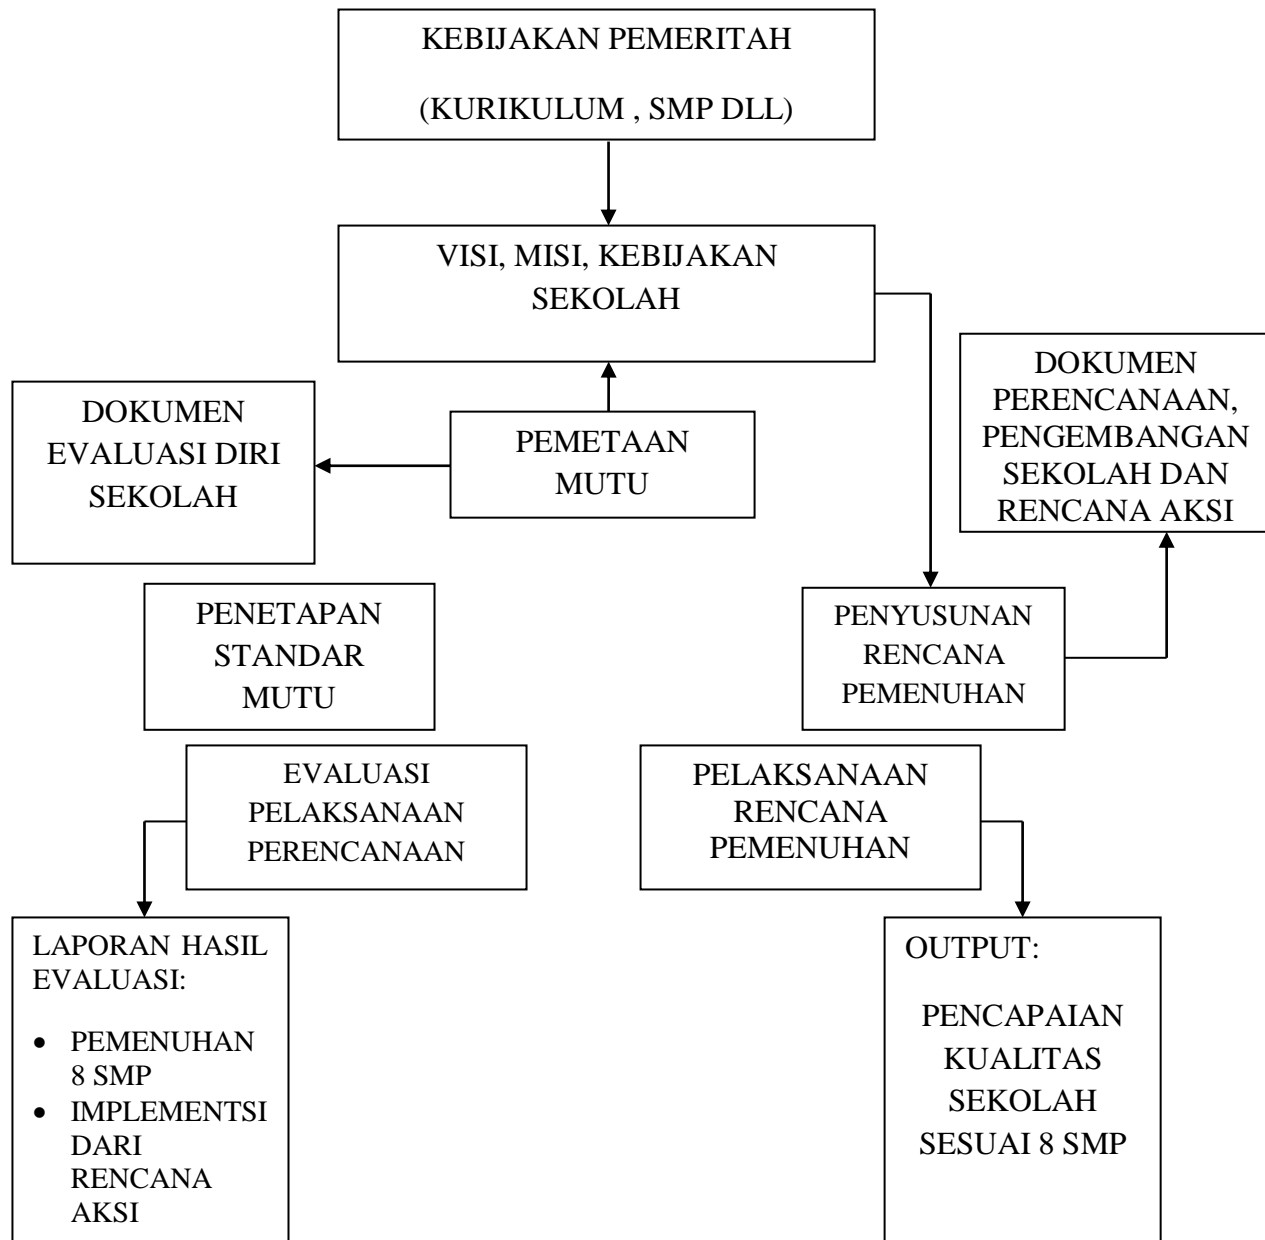 KEBIJAKAN PEMERITAH
(KURIKULUM , SMP DLL)
VISI, MISI, KEBIJAKAN
SEKOLAH
DOKUMEN
EVALUASI DIRI
SEKOLAH
PEMETAAN
MUTU
DOKUMEN
PERENCANAAN,
PENGEMBANGAN
SEKOLAH DAN
RENCANA AKSI
PENETAPAN
STANDAR
MUTU
PENYUSUNAN
RENCANA
PEMENUHAN
EVALUASI
PELAKSANAAN
PERENCANAAN
PELAKSANAAN
RENCANA
PEMENUHAN
LAPORAN HASIL
EVALUASI:
• PEMENUHAN
8 SMP
• IMPLEMENTSI
DARI
RENCANA
AKSI
OUTPUT:
PENCAPAIAN
KUALITAS
SEKOLAH
SESUAI 8 SMP